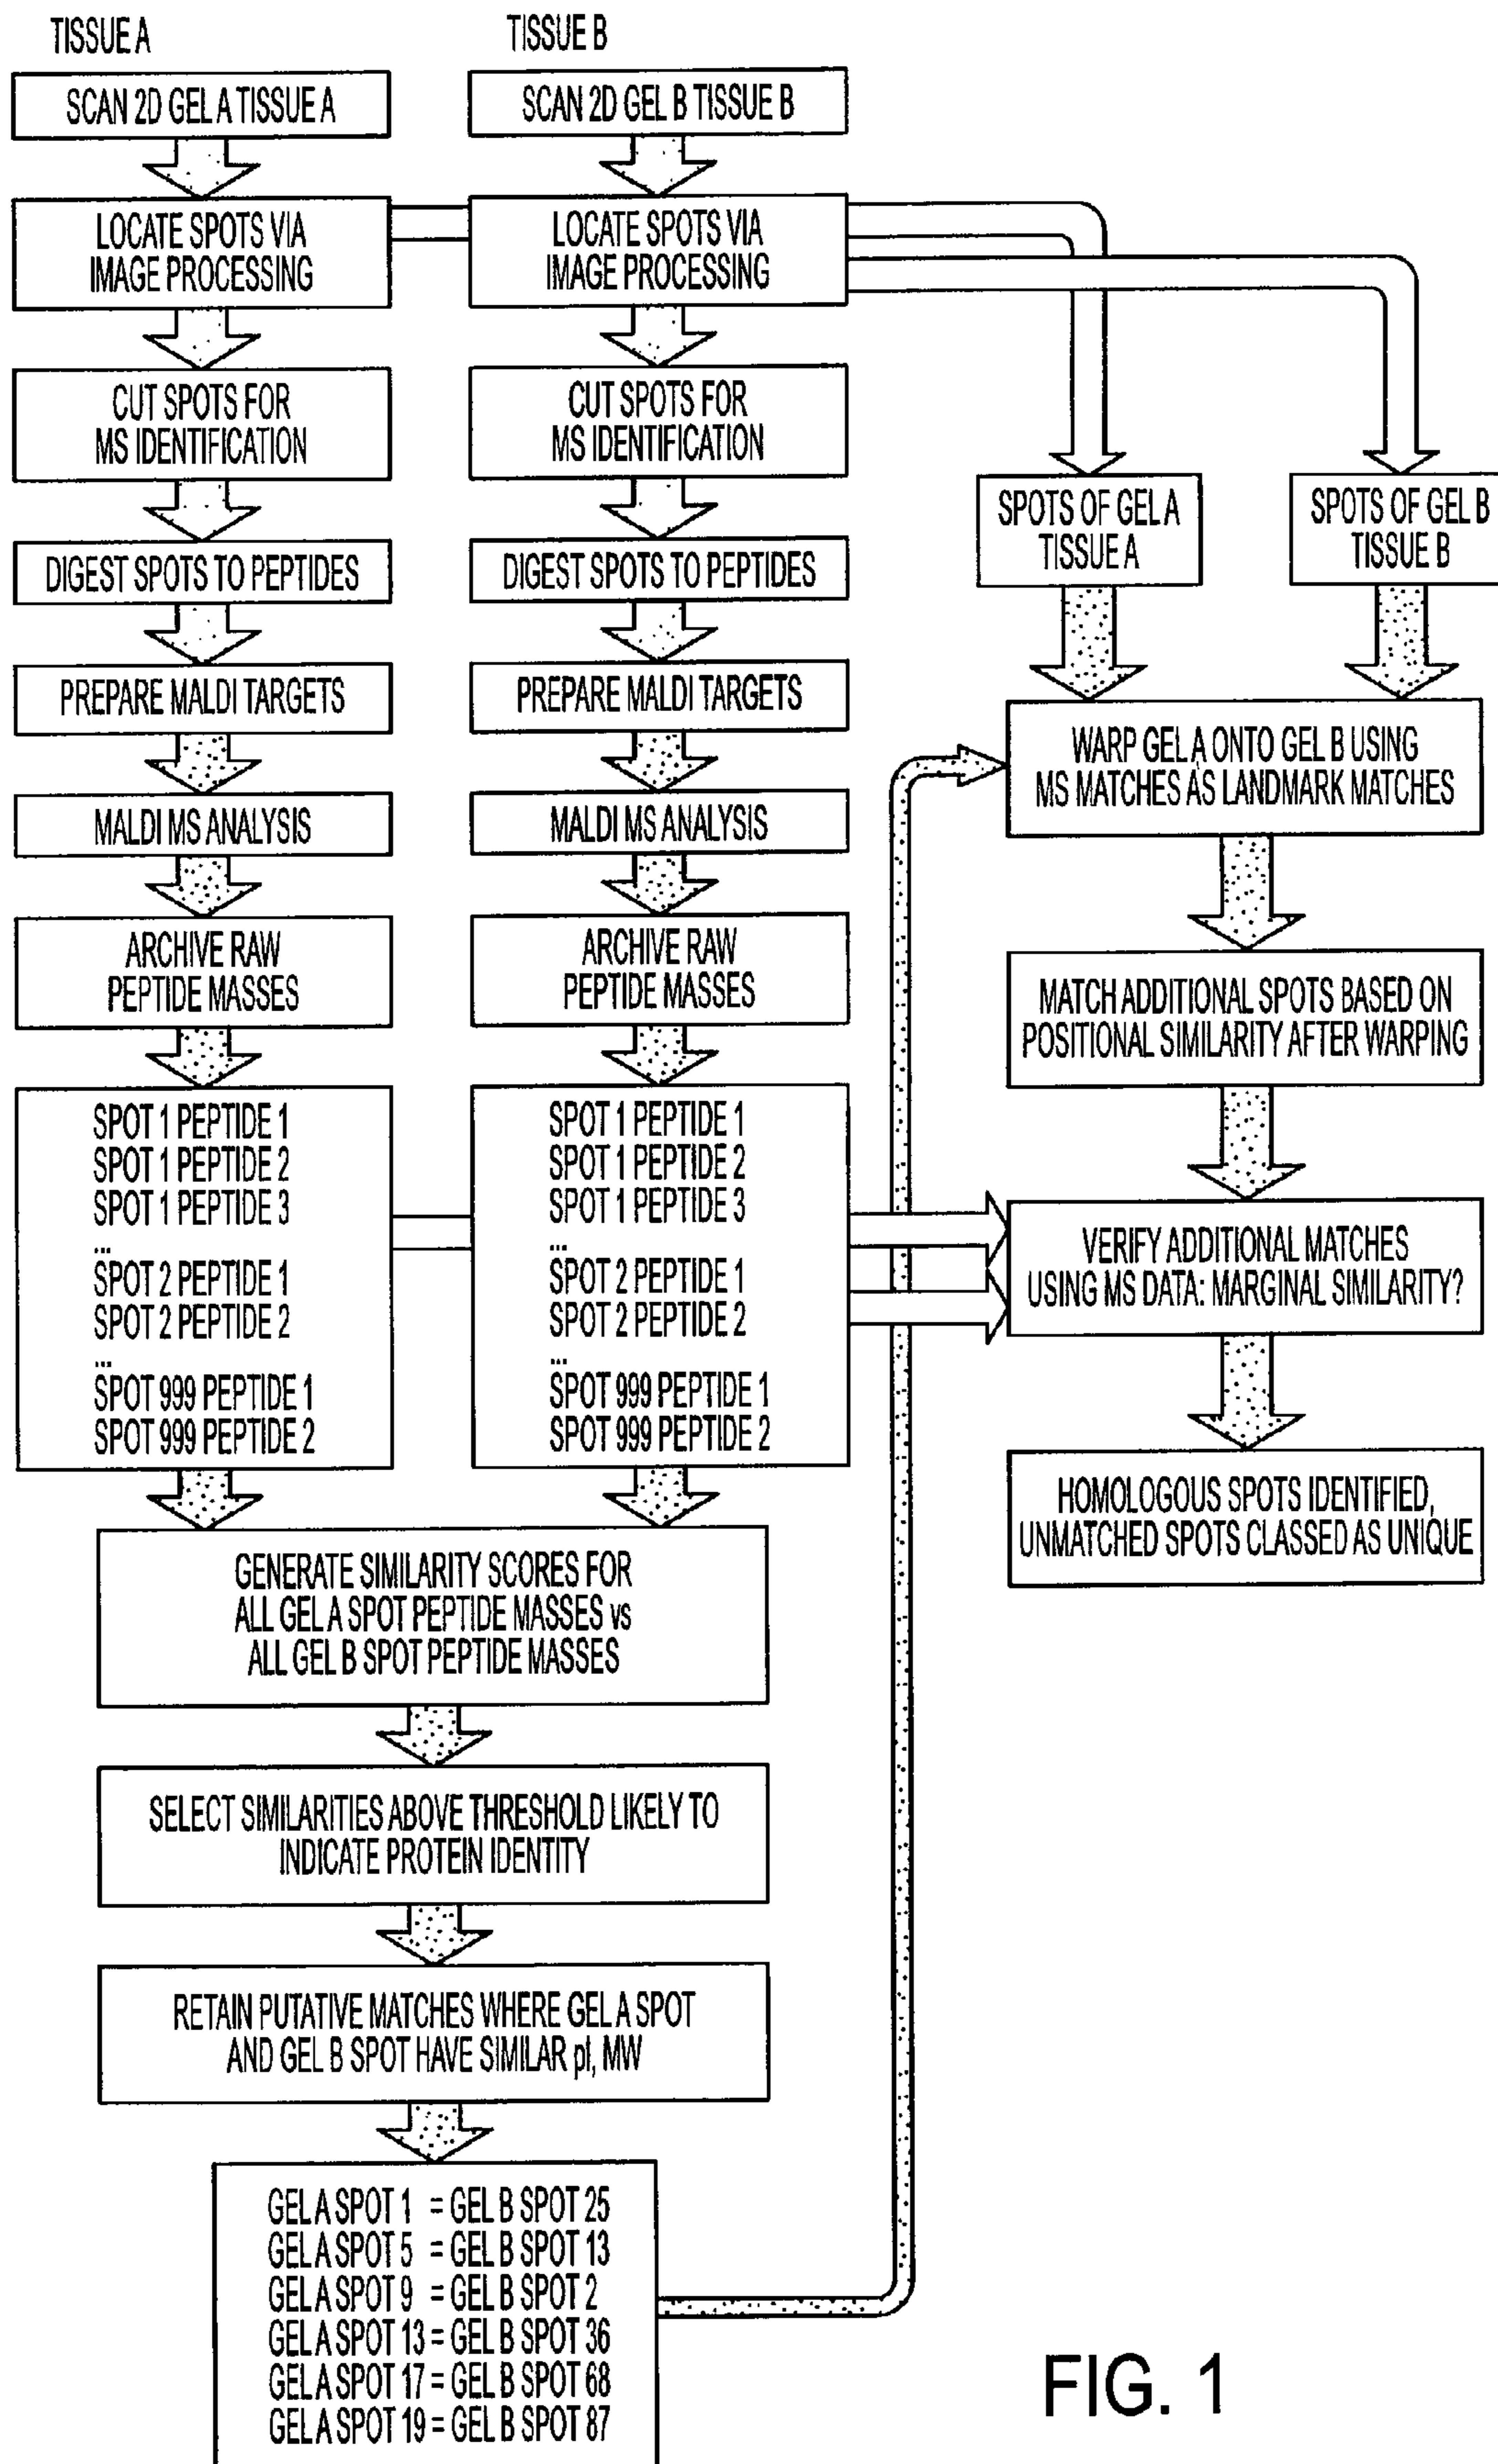 TISSUE A
SCAN 2D GEL A TISSUE A
LOCATE SPOTS VIA
IMAGE PROCESSING
CUT SPOTS FOR
MS IDENTIFICATION
DIGEST SPOTS TO PEPTIDES
PREPARE MALDI TARGETS
MALDI MS ANALYSIS
ARCHIVE RAW
PEPTIDE MASSES
SPOT 1 PEPTIDE 1
SPOT 1 PEPTIDE 2
SPOT 1 PEPTIDE 3
...
SPOT 2 PEPTIDE 1
SPOT 2 PEPTIDE 2
...
SPOT 999 PEPTIDE 1
SPOT 999 PEPTIDE 2
TISSUE B
SCAN 2D GEL B TISSUE B
LOCATE SPOTS VIA
IMAGE PROCESSING
CUT SPOTS FOR
MS IDENTIFICATION
DIGEST SPOTS TO PEPTIDES
PREPARE MALDI TARGETS
MALDI MS ANALYSIS
ARCHIVE RAW
PEPTIDE MASSES
SPOT 1 PEPTIDE 1
SPOT 1 PEPTIDE 2
SPOT 1 PEPTIDE 3
...
SPOT 2 PEPTIDE 1
SPOT 2 PEPTIDE 2
...
SPOT 999 PEPTIDE 1
SPOT 999 PEPTIDE 2
GENERATE SIMILARITY SCORES FOR
ALL GEL A SPOT PEPTIDE MASSES vs
ALL GEL B SPOT PEPTIDE MASSES
SELECT SIMILARITIES ABOVE THRESHOLD LIKELY TO
INDICATE PROTEIN IDENTITY
RETAIN PUTATIVE MATCHES WHERE GEL A SPOT
AND GEL B SPOT HAVE SIMILAR pI, MW
GEL A SPOT 1 = GEL B SPOT 25
GEL A SPOT 5 = GEL B SPOT 13
GEL A SPOT 9 = GEL B SPOT 2
GEL A SPOT 13 = GEL B SPOT 36
GEL A SPOT 17 = GEL B SPOT 68
GEL A SPOT 19 = GEL B SPOT 87
SPOTS OF GEL A
TISSUE A
SPOTS OF GEL B
TISSUE B
WARP GEL A ONTO GEL B USING
MS MATCHES AS LANDMARK MATCHES
MATCH ADDITIONAL SPOTS BASED ON
POSITIONAL SIMILARITY AFTER WARPING
VERIFY ADDITIONAL MATCHES
USING MS DATA: MARGINAL SIMILARITY?
HOMOLOGOUS SPOTS IDENTIFIED,
UNMATCHED SPOTS CLASSED AS UNIQUE
FIG. 1